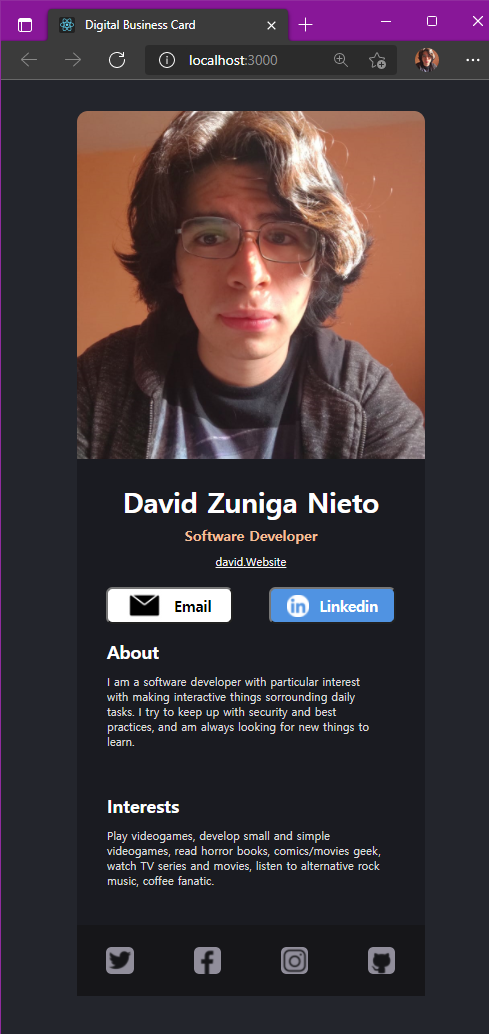 Digital Business Card
localhost:3000
David Zuniga Nieto
Software Developer
david.Website
Email
Linkedin
About
I am a software developer with particular interest
with making interactive things sorrounding daily
tasks. I try to keep up with security and best
practices, and am always looking for new things to
learn.
Interests
Play videogames, develop small and simple
videogames, read horror books, comics/movies geek,
watch TV series and movies, listen to alternative rock
music, coffee fanatic.